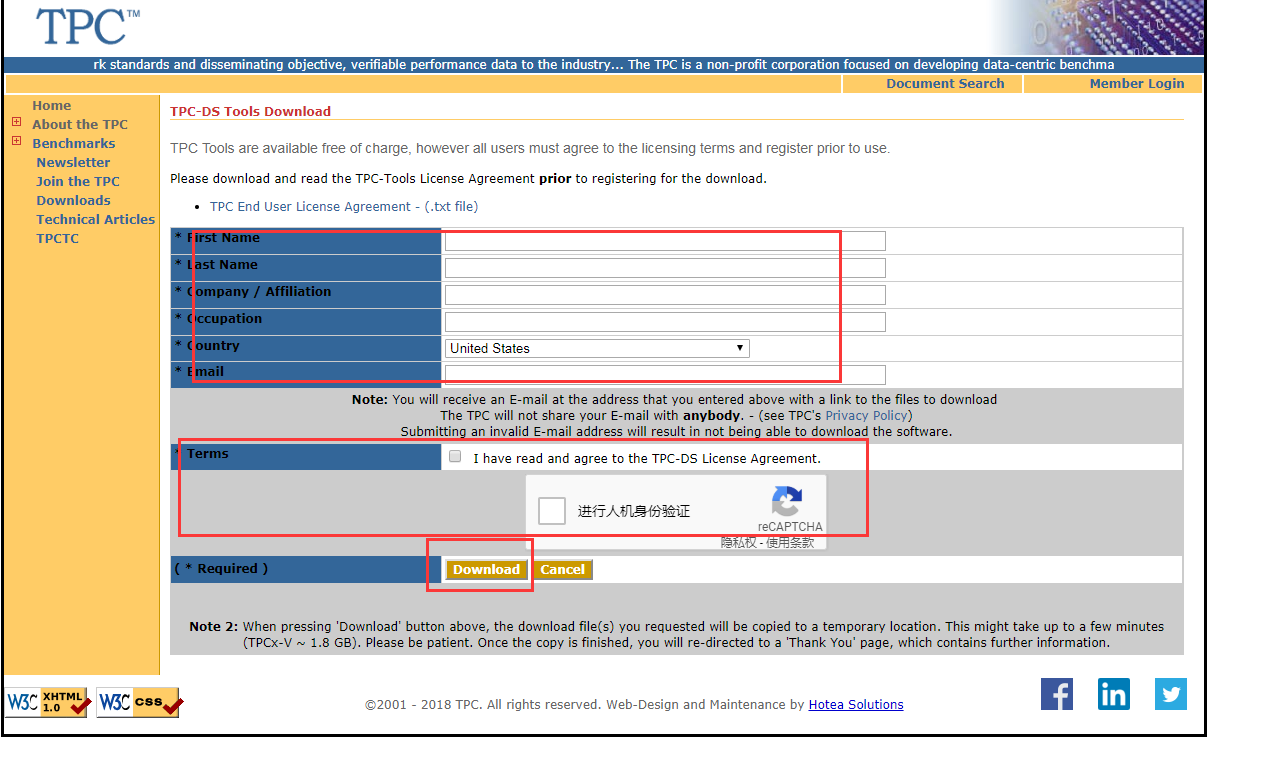 TPC™
rk standards and disseminating objective, verifiable performance data to the industry... The TPC is a non-profit corporation focused on developing data-centric benchma
Document Search
Member Login
Home
About the TPC
Benchmarks
Newsletter
Join the TPC
Downloads
Technical Articles
TPCTC
TPC-DS Tools Download
TPC Tools are available free of charge, however all users must agree to the licensing terms and register prior to use.
Please download and read the TPC-Tools License Agreement prior to registering for the download.
• TPC End User License Agreement - (.txt file)
* First Name
* Last Name
* Company / Affiliation
* Occupation
* Country United States
* Email
Note: You will receive an E-mail at the address that you entered above with a link to the files to download
The TPC will not share your E-mail with anybody. - (see TPC's Privacy Policy)
Submitting an invalid E-mail address will result in not being able to download the software.
* Terms I have read and agree to the TPC-DS License Agreement.
进行人机身份验证
reCAPTCHA
隐私权 - 使用条款
( * Required ) Download Cancel
Note 2: When pressing 'Download' button above, the download file(s) you requested will be copied to a temporary location. This might take up to a few minutes
(TPCx-V ~ 1.8 GB). Please be patient. Once the copy is finished, you will re-directed to a 'Thank You' page, which contains further information.
W3C XHTML 1.0
W3C css
©2001 - 2018 TPC. All rights reserved. Web-Design and Maintenance by Hotea Solutions